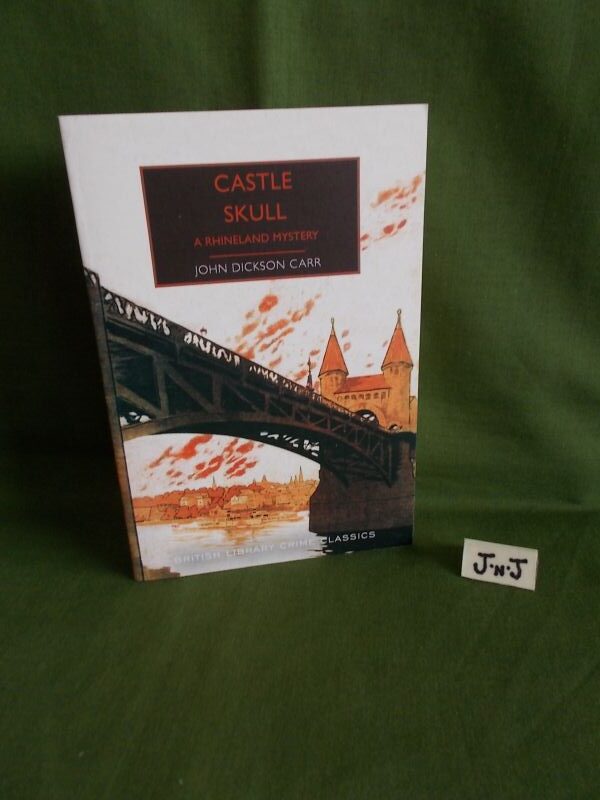 CASTLE
SKULL
A RHINELAND MYSTERY
JOHN DICKSON CARR
BRITISH LIBRARY CRIME CLASSICS
J·N·J